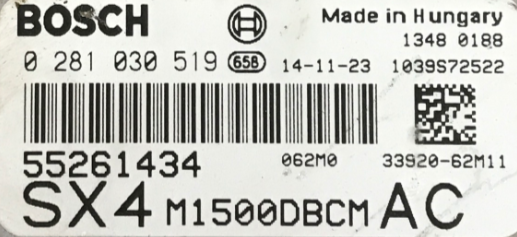 BOSCH Made in Hungary
1348 0188
0 281 030 519 658 14-11-23 1039S72522
55261434 062M0 33920-62M11
SX4 M1500DBCM AC